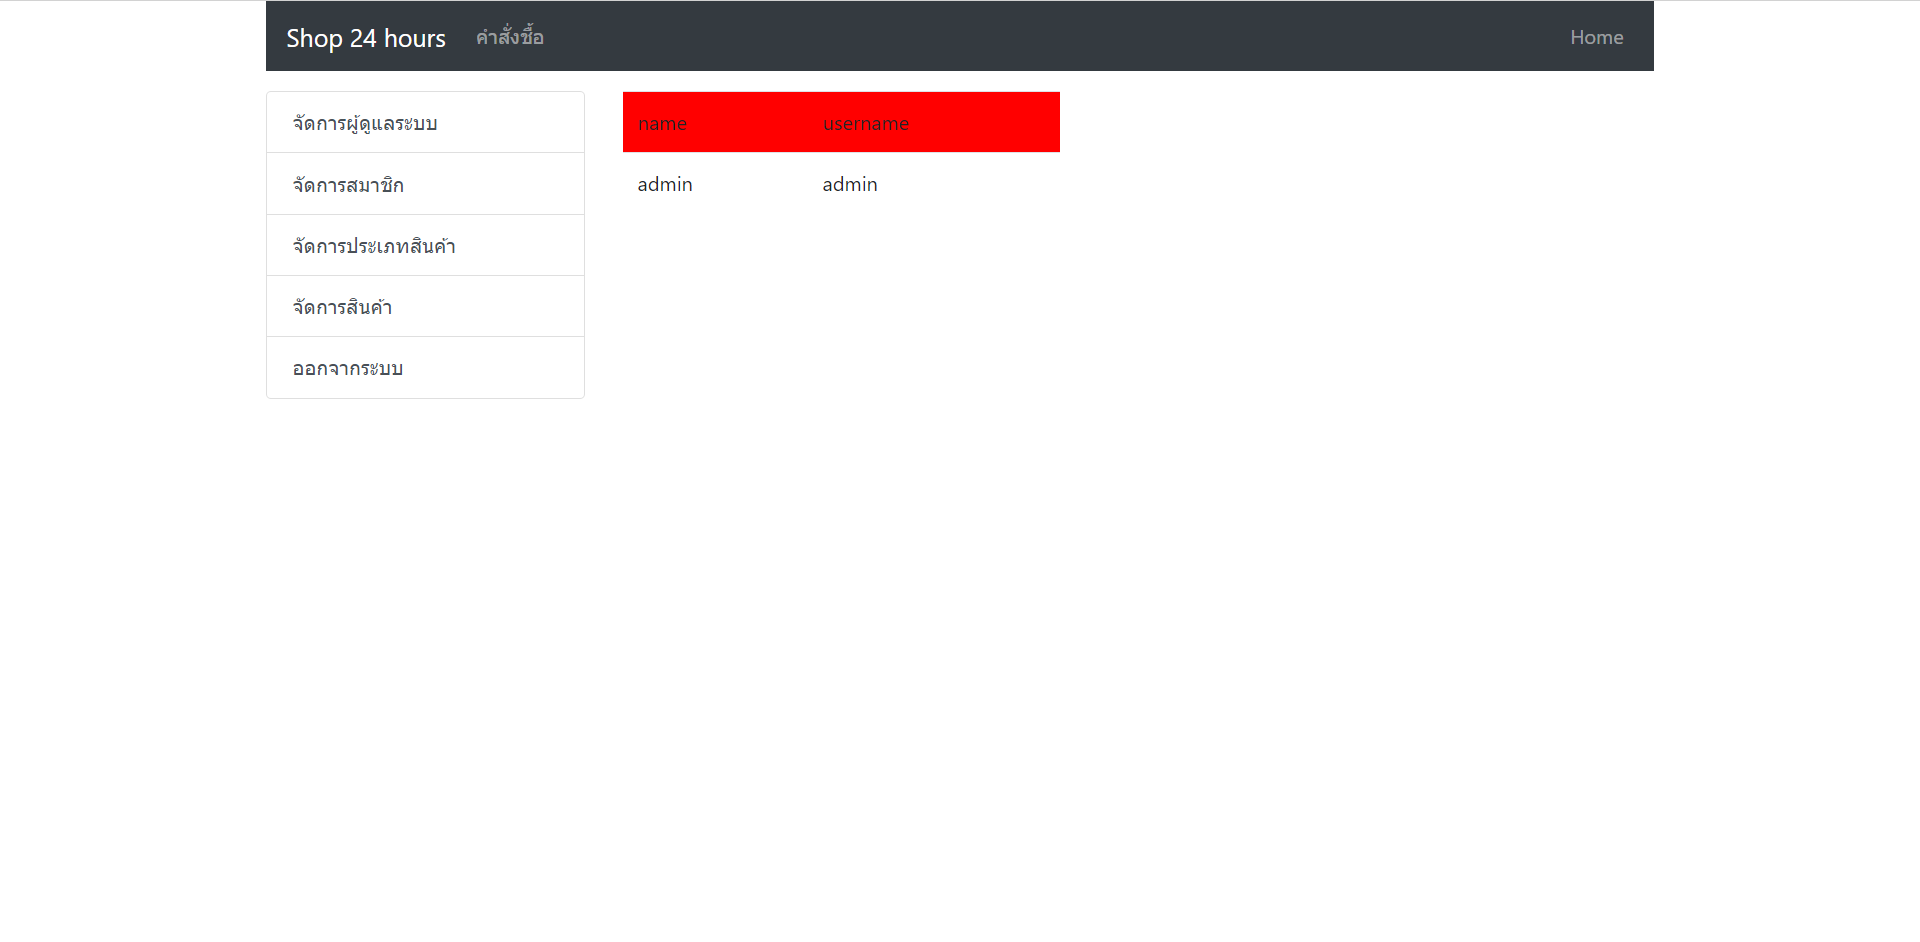 Shop 24 hours คำสั่งซื้อ Home
จัดการผู้ดูแลระบบ
จัดการสมาชิก
จัดการประเภทสินค้า
จัดการสินค้า
ออกจากระบบ
name username
admin admin